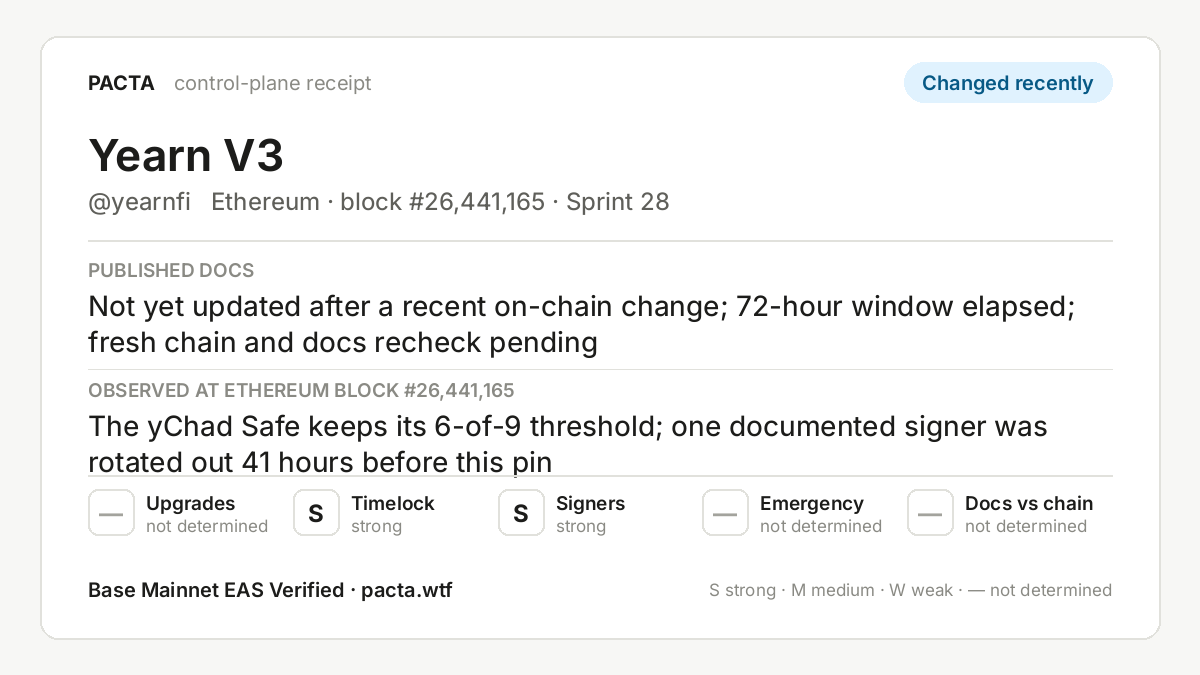 PACTA control-plane receipt
Changed recently
Yearn V3
@yearnfi Ethereum · block #26,441,165 · Sprint 28
PUBLISHED DOCS
Not yet updated after a recent on-chain change; 72-hour window elapsed;
fresh chain and docs recheck pending
OBSERVED AT ETHEREUM BLOCK #26,441,165
The yChad Safe keeps its 6-of-9 threshold; one documented signer was
rotated out 41 hours before this pin
— Upgrades
not determined
S Timelock
strong
S Signers
strong
— Emergency
not determined
— Docs vs chain
not determined
Base Mainnet EAS Verified · pacta.wtf
S strong · M medium · W weak · — not determined